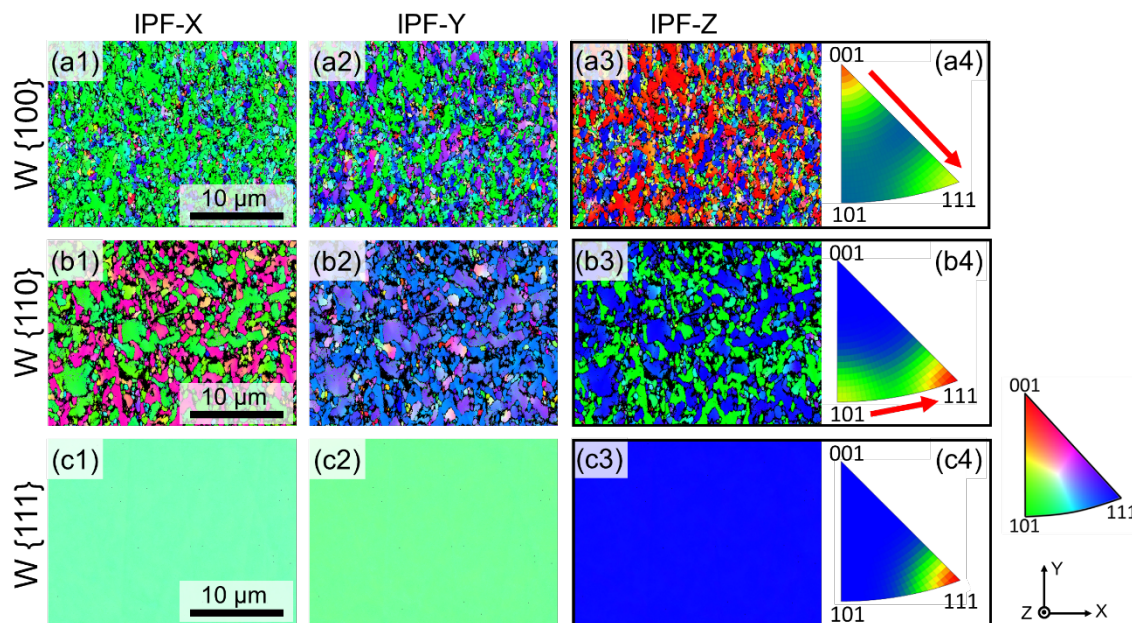 IPF-X IPF-Y IPF-Z
W {100}
(a1) (a2) (a3) 001 (a4)
10 µm
101 111
W {110}
(b1) (b2) (b3) 001 (b4)
10 µm
101 111
001
101 111
W {111}
(c1) (c2) (c3) 001 (c4)
10 µm
101 111
Y
Z X